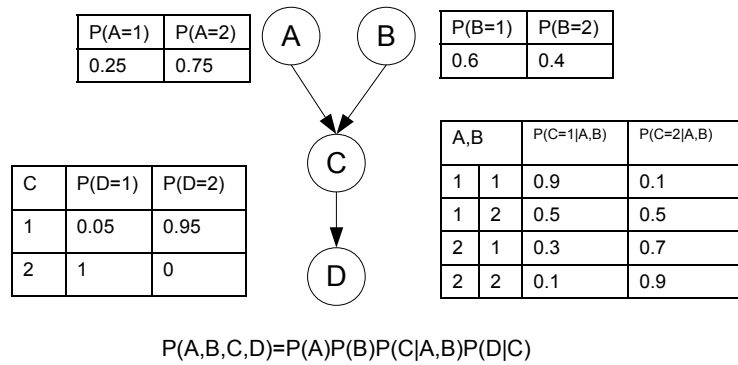 P(A=1) P(A=2)
0.25 0.75
A
B
P(B=1) P(B=2)
0.6 0.4
C
A,B P(C=1|A,B) P(C=2|A,B)
1 1 0.9 0.1
1 2 0.5 0.5
2 1 0.3 0.7
2 2 0.1 0.9
C P(D=1) P(D=2)
1 0.05 0.95
2 1 0
D
P(A,B,C,D)=P(A)P(B)P(C|A,B)P(D|C)